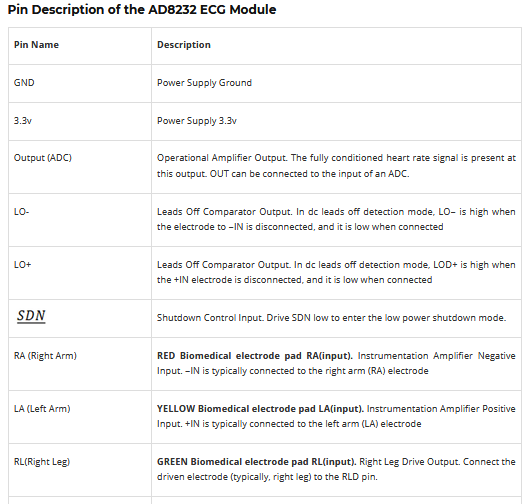 Pin Description of the AD8232 ECG Module
Pin Name
Description
GND
Power Supply Ground
3.3v
Power Supply 3.3v
Output (ADC)
Operational Amplifier Output. The fully conditioned heart rate signal is present at
this output. OUT can be connected to the input of an ADC.
LO-
Leads Off Comparator Output. In dc leads off detection mode, LO− is high when
the electrode to −IN is disconnected, and it is low when connected
LO+
Leads Off Comparator Output. In dc leads off detection mode, LOD+ is high when
the +IN electrode is disconnected, and it is low when connected
SDN
Shutdown Control Input. Drive SDN low to enter the low power shutdown mode.
RA (Right Arm)
RED Biomedical electrode pad RA(input). Instrumentation Amplifier Negative
Input. −IN is typically connected to the right arm (RA) electrode
LA (Left Arm)
YELLOW Biomedical electrode pad LA(input). Instrumentation Amplifier Positive
Input. +IN is typically connected to the left arm (LA) electrode
RL(Right Leg)
GREEN Biomedical electrode pad RL(input). Right Leg Drive Output. Connect the
driven electrode (typically, right leg) to the RLD pin.